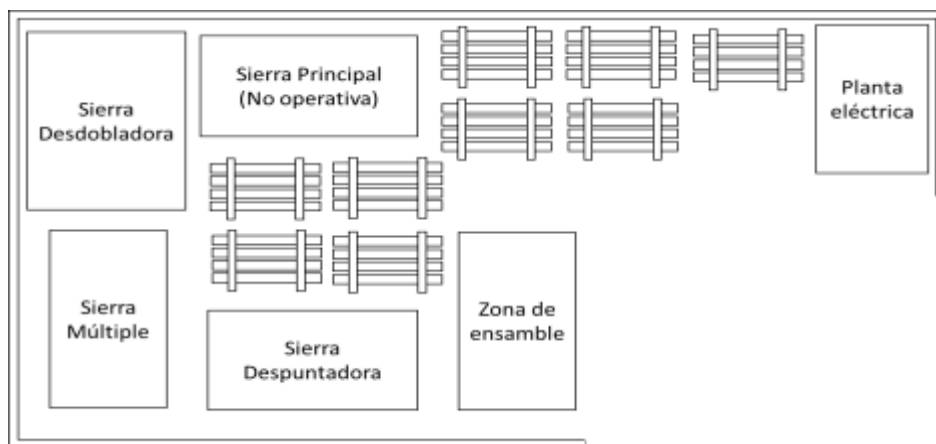 Sierra
Desdobladora
Sierra Principal
(No operativa)
Planta
eléctrica
Sierra
Múltiple
Sierra
Despuntadora
Zona de
ensamble